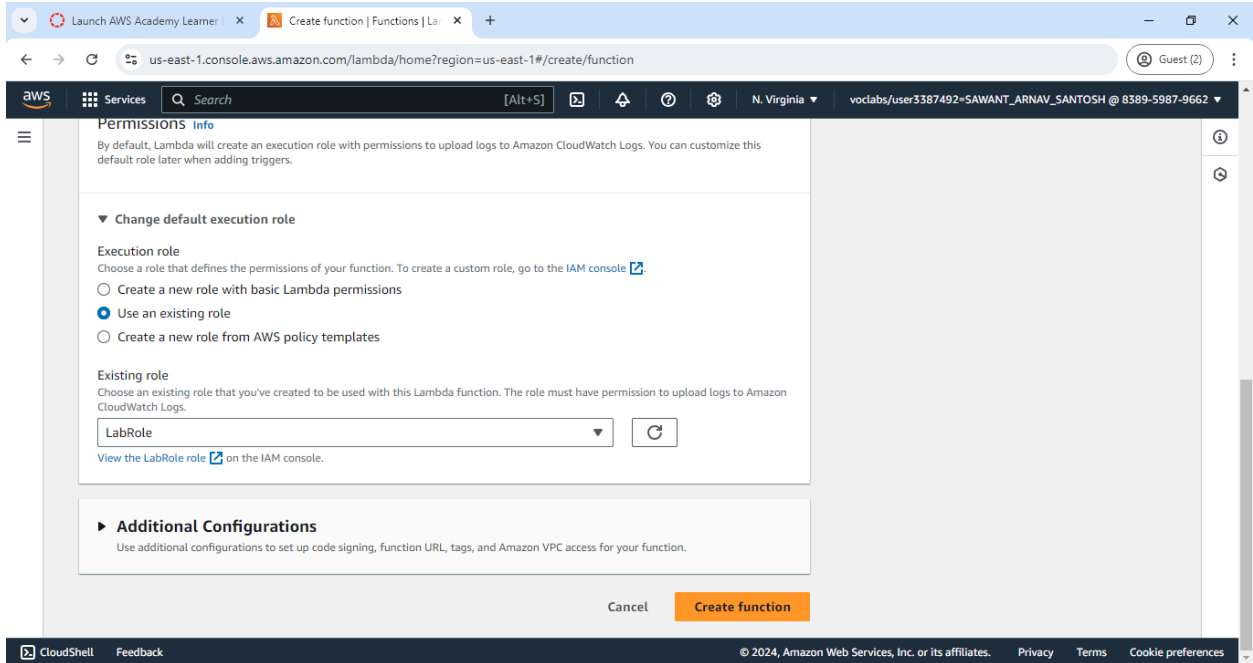 Launch AWS Academy Learner
Create function | Functions | Lar
us-east-1.console.aws.amazon.com/lambda/home?region=us-east-1#/create/function
Guest (2)
aws
Services
Search
[Alt+S]
N. Virginia
voclabs/user3387492=SAWANT_ARNAV_SANTOSH @ 8389-5987-9662
Permissions Info
By default, Lambda will create an execution role with permissions to upload logs to Amazon CloudWatch Logs. You can customize this
default role later when adding triggers.
Change default execution role
Execution role
Choose a role that defines the permissions of your function. To create a custom role, go to the IAM console.
Create a new role with basic Lambda permissions
Use an existing role
Create a new role from AWS policy templates
Existing role
Choose an existing role that you've created to be used with this Lambda function. The role must have permission to upload logs to Amazon
CloudWatch Logs.
LabRole
View the LabRole role on the IAM console.
Additional Configurations
Use additional configurations to set up code signing, function URL, tags, and Amazon VPC access for your function.
Cancel
Create function
CloudShell
Feedback
© 2024, Amazon Web Services, Inc. or its affiliates.
Privacy
Terms
Cookie preferences